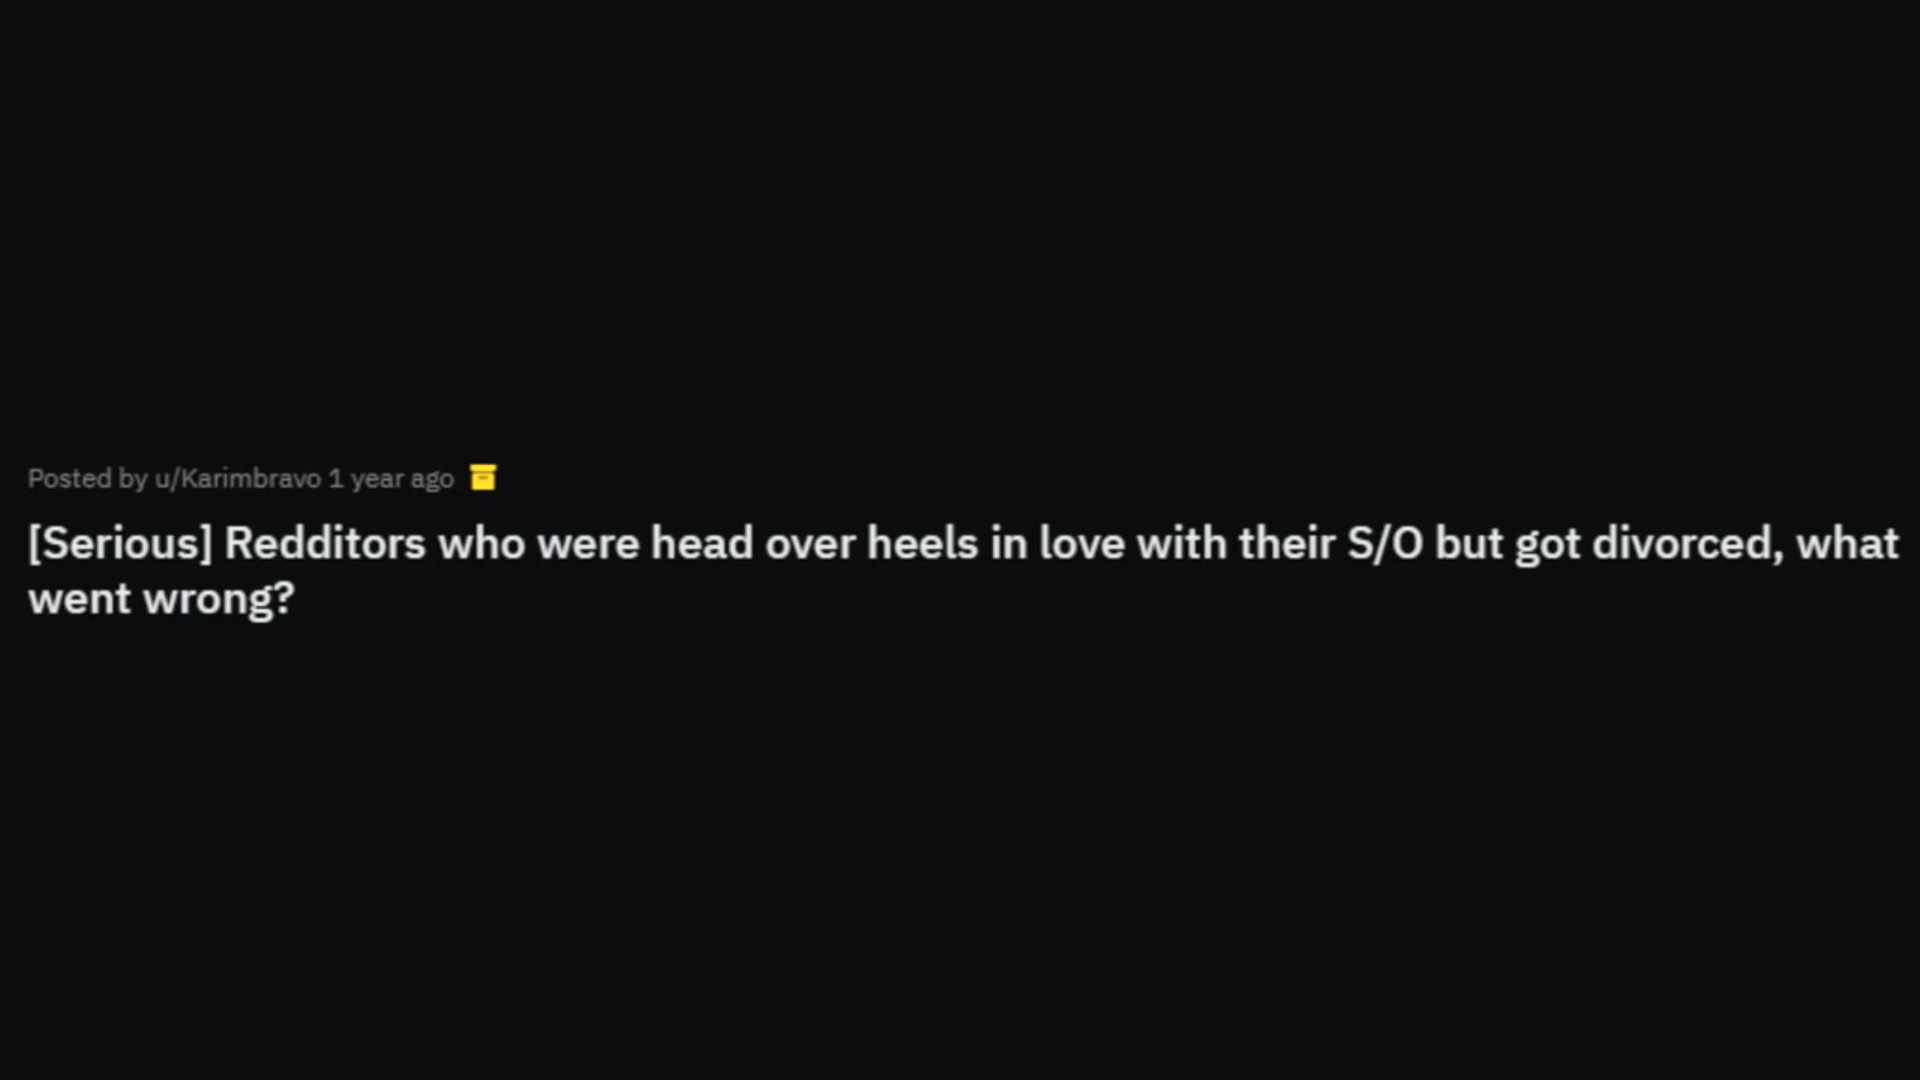 Posted by u/Karimbravo 1 year ago
[Serious] Redditors who were head over heels in love with their S/O but got divorced, what
went wrong?